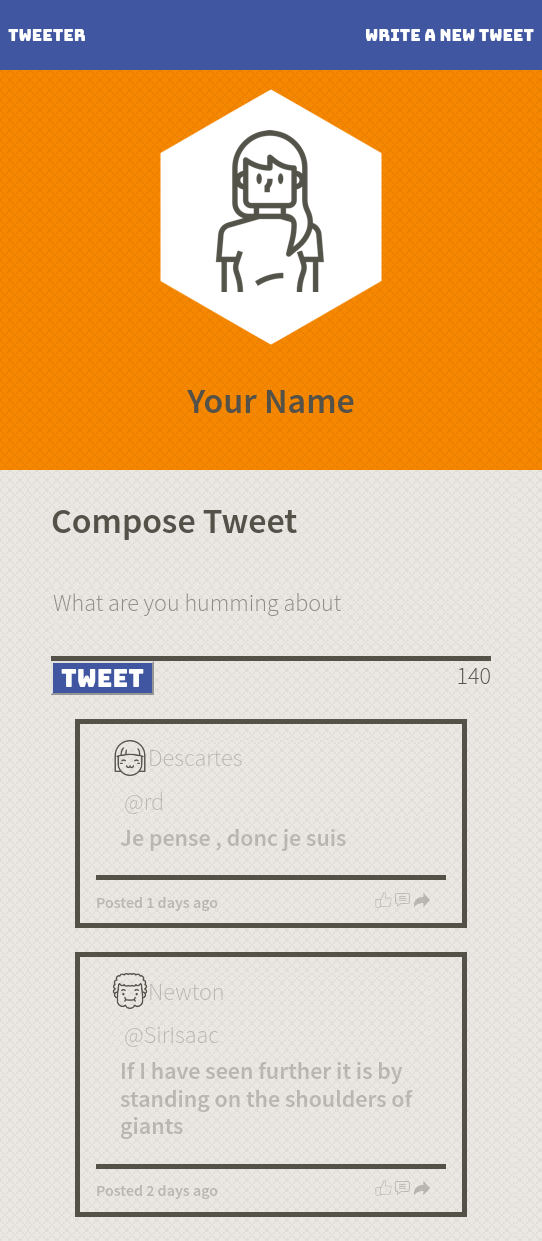 TWEETER
WRITE A NEW TWEET
Your Name
Compose Tweet
What are you humming about
TWEET
140
Descartes
@rd
Je pense , donc je suis
Posted 1 days ago
Newton
@SirIsaac
If I have seen further it is by
standing on the shoulders of
giants
Posted 2 days ago